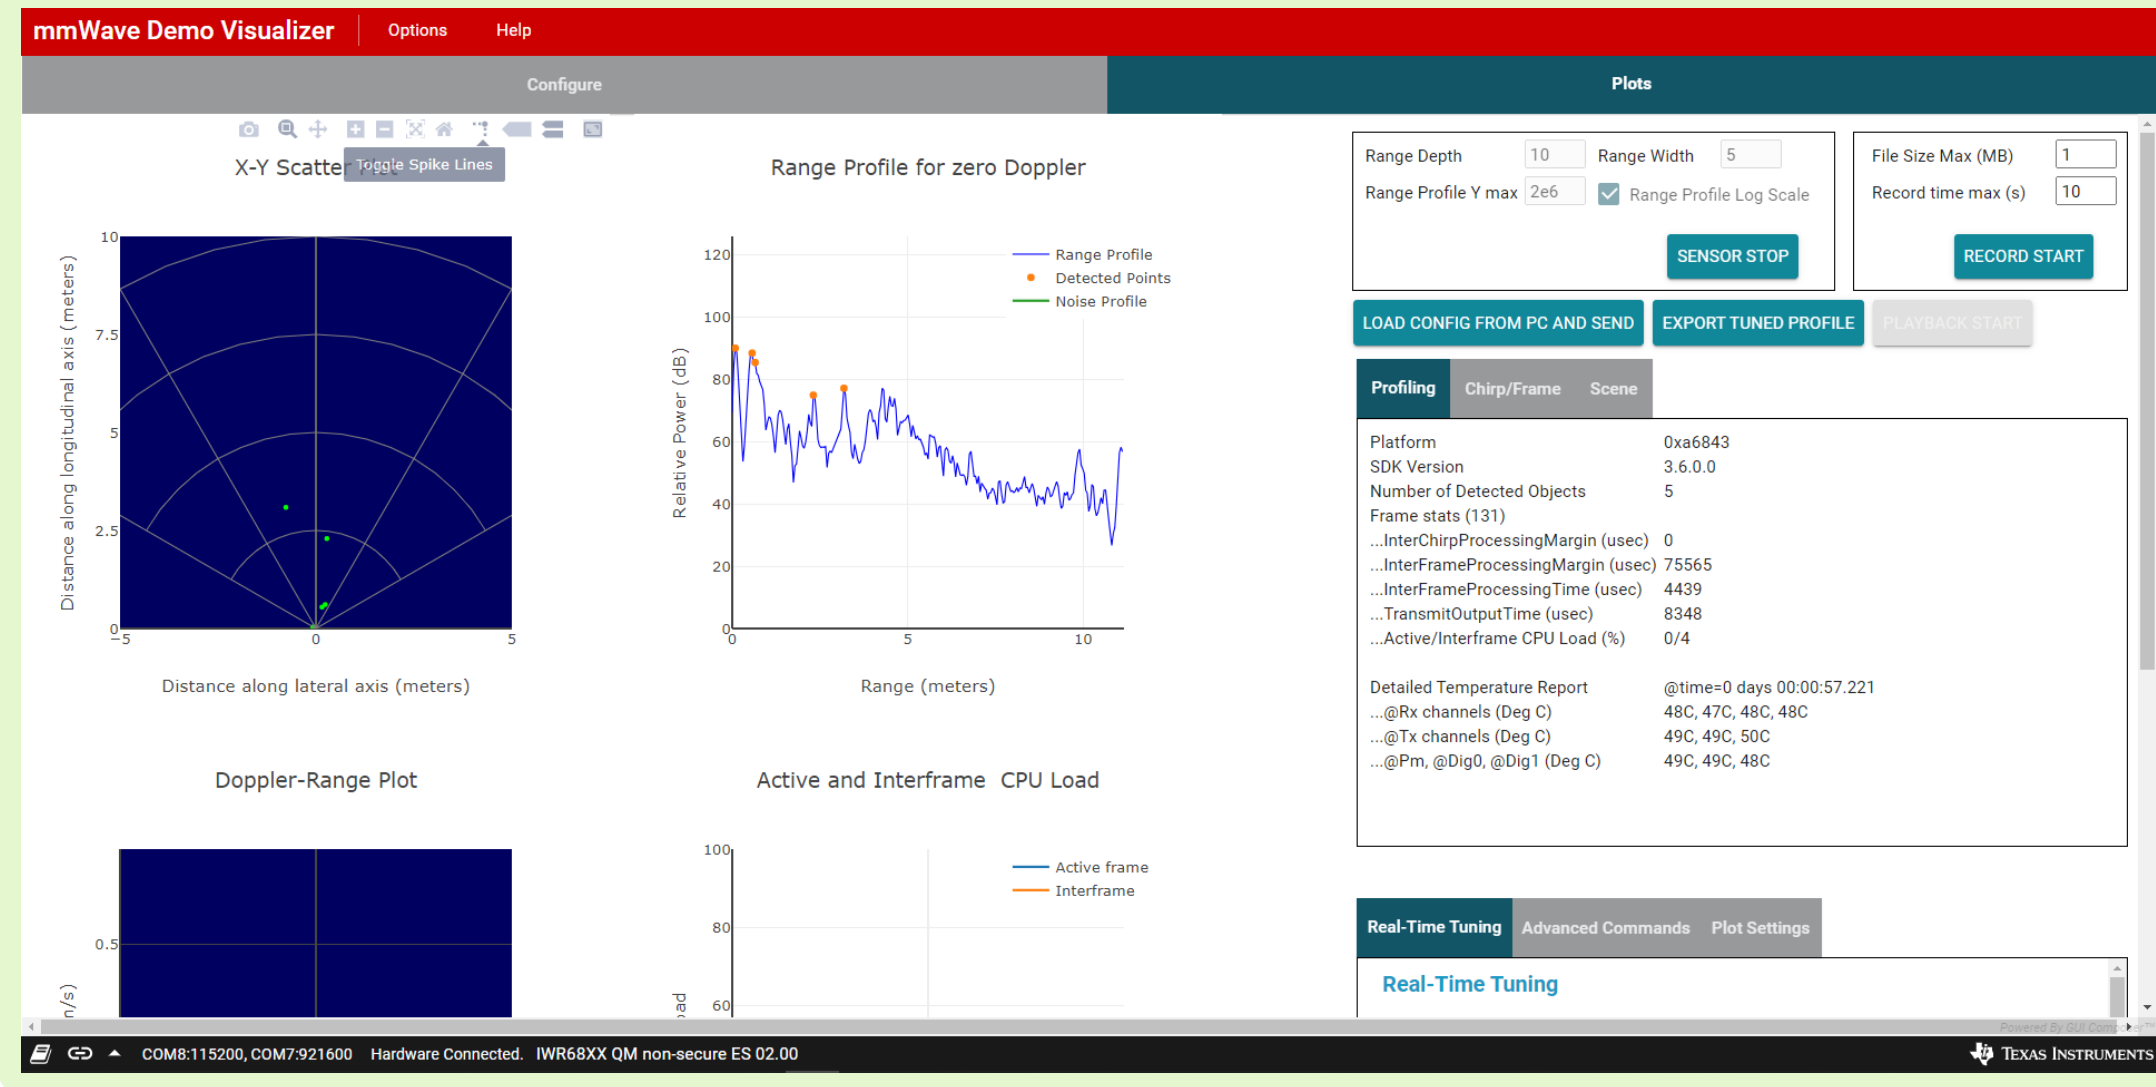 mmWave Demo Visualizer Options Help
Configure Plots
Toggle Spike Lines
X-Y Scatter Plot
10
7.5
5
2.5
0
−5 0 5
Distance along longitudinal axis (meters)
Distance along lateral axis (meters)
Range Profile for zero Doppler
120
100
80
60
40
20
0
0 5 10
Relative Power (dB)
Range (meters)
Range Profile
Detected Points
Noise Profile
Doppler-Range Plot
0.5
Active and Interframe CPU Load
100
80
60
Active frame
Interframe
Range Depth 10 Range Width 5
Range Profile Y max 2e6 Range Profile Log Scale
SENSOR STOP
File Size Max (MB) 1
Record time max (s) 10
RECORD START
LOAD CONFIG FROM PC AND SEND EXPORT TUNED PROFILE PLAYBACK START
Profiling Chirp/Frame Scene
Platform 0xa6843
SDK Version 3.6.0.0
Number of Detected Objects 5
Frame stats (131)
...InterChirpProcessingMargin (usec) 0
...InterFrameProcessingMargin (usec) 75565
...InterFrameProcessingTime (usec) 4439
...TransmitOutputTime (usec) 8348
...Active/Interframe CPU Load (%) 0/4
Detailed Temperature Report @time=0 days 00:00:57.221
...@Rx channels (Deg C) 48C, 47C, 48C, 48C
...@Tx channels (Deg C) 49C, 49C, 50C
...@Pm, @Dig0, @Dig1 (Deg C) 49C, 49C, 48C
Real-Time Tuning Advanced Commands Plot Settings
Real-Time Tuning
Powered By GUI Composer™
COM8:115200, COM7:921600 Hardware Connected. IWR68XX QM non-secure ES 02.00
TEXAS INSTRUMENTS